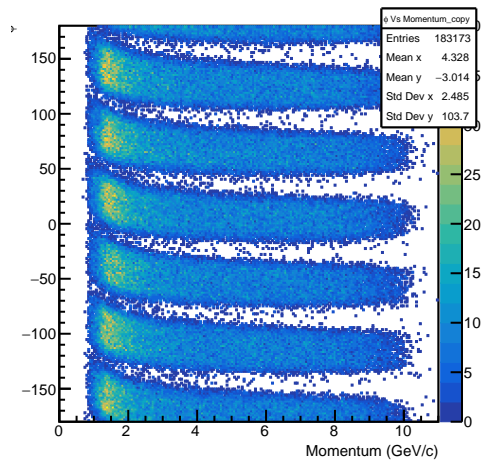 ϕ Vs Momentum_copy
Entries 183173
Mean x 4.328
Mean y −3.014
Std Dev x 2.485
Std Dev y 103.7
150
100
50
0
−50
−100
−150
0 2 4 6 8 10
Momentum (GeV/c)
30
25
20
15
10
5
0